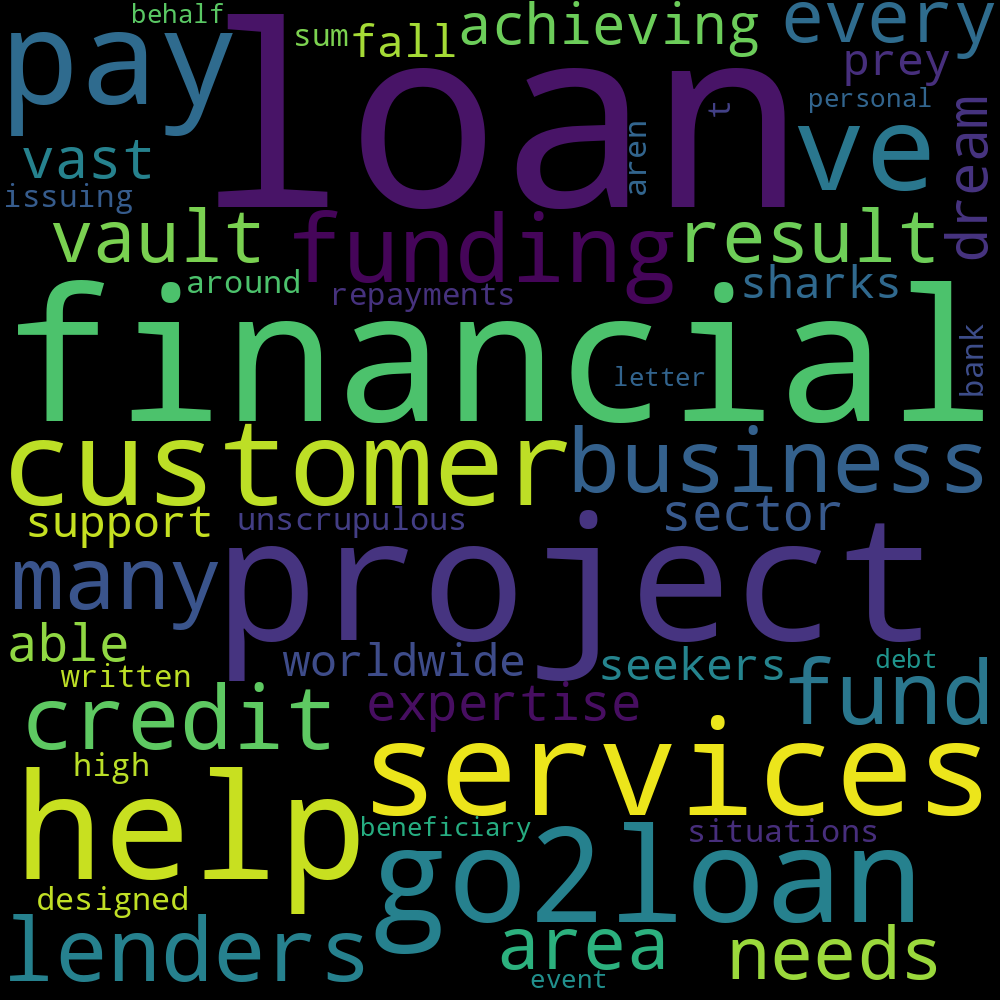 behalf
loan
pay
sum
fall
achieving
every
prey
personal
t
ve
dream
vast
aren
issuing
vault
funding
result
around
repayments
sharks
financial
letter
bank
customer
business
support
unscrupulous
sector
project
many
able
written
worldwide
seekers
debt
credit
expertise
fund
services
high
help
beneficiary
situations
go2loan
designed
lenders
area
needs
event